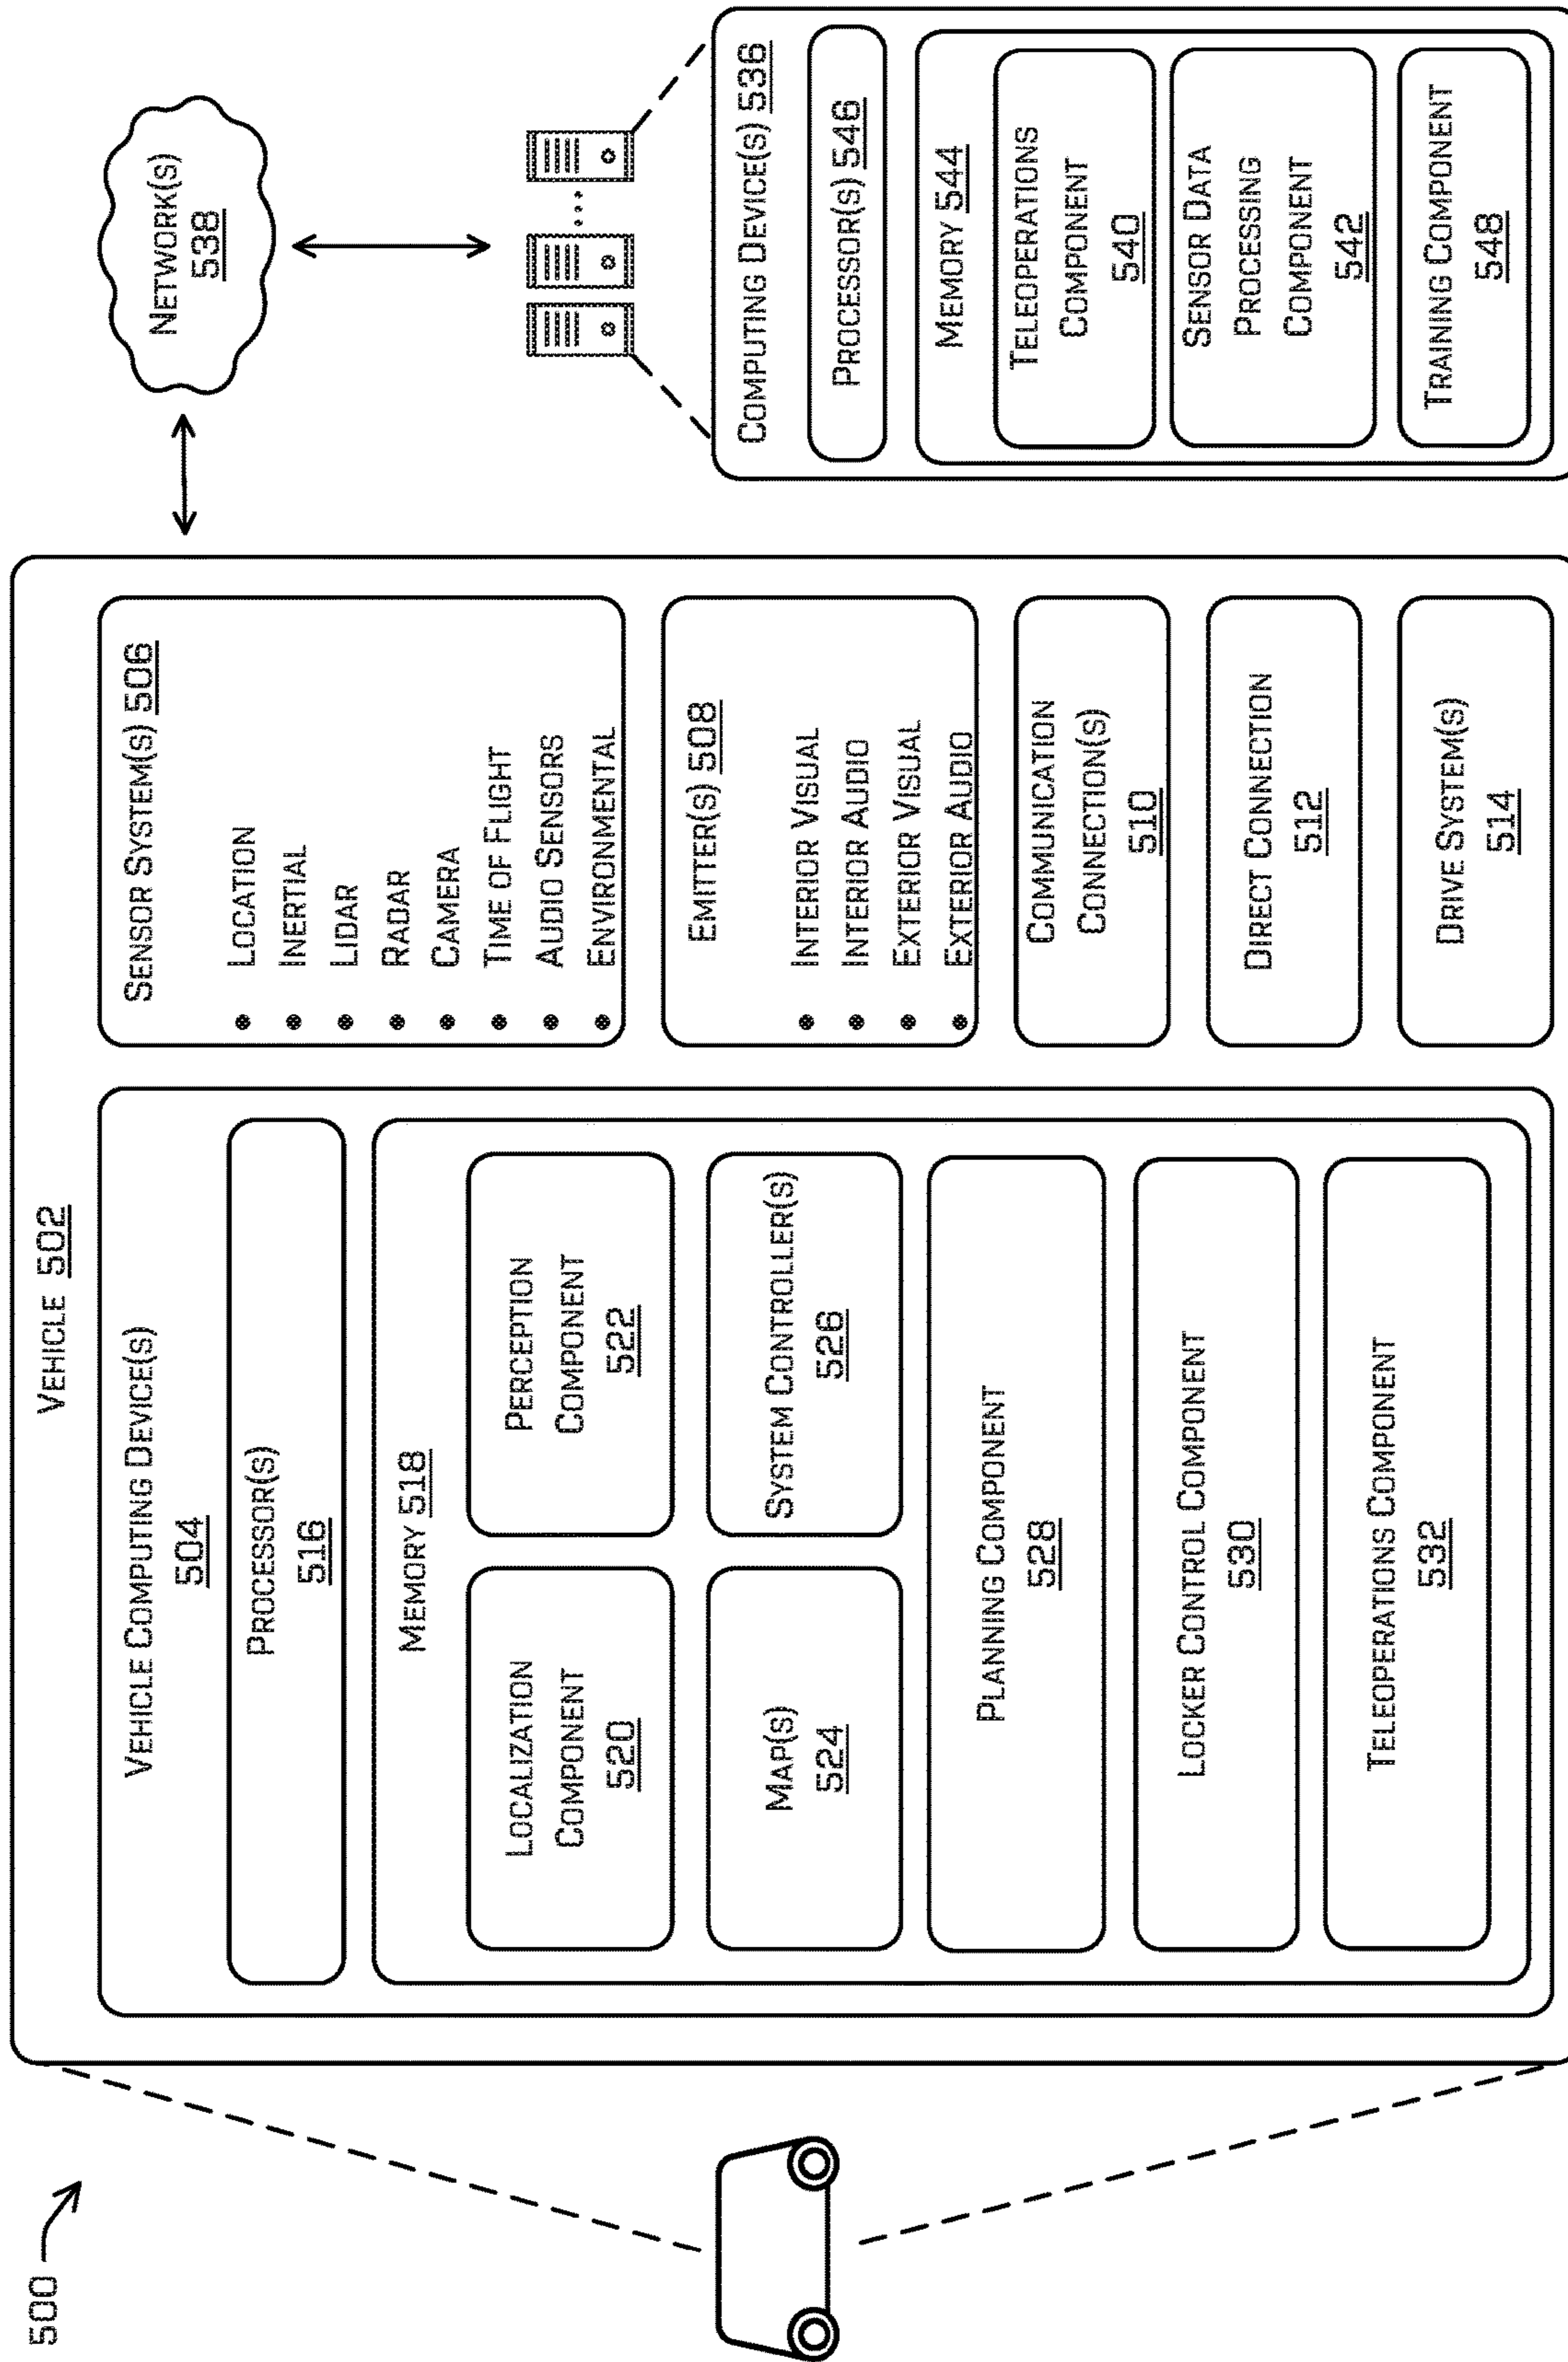 500
VEHICLE 502
VEHICLE COMPUTING DEVICE(S)
504
PROCESSOR(S)
516
MEMORY 518
LOCALIZATION
COMPONENT
520
PERCEPTION
COMPONENT
522
MAP(S)
524
SYSTEM CONTROLLER(S)
526
PLANNING COMPONENT
528
LOCKER CONTROL COMPONENT
530
TELEOPERATIONS COMPONENT
532
SENSOR SYSTEM(S) 506
• LOCATION
• INERTIAL
• LIDAR
• RADAR
• CAMERA
• TIME OF FLIGHT
• AUDIO SENSORS
• ENVIRONMENTAL
EMITTER(S) 508
• INTERIOR VISUAL
• INTERIOR AUDIO
• EXTERIOR VISUAL
• EXTERIOR AUDIO
COMMUNICATION
CONNECTION(S)
510
DIRECT CONNECTION
512
DRIVE SYSTEM(S)
514
NETWORK(S)
538
COMPUTING DEVICE(S) 536
PROCESSOR(S) 546
MEMORY 544
TELEOPERATIONS
COMPONENT
540
SENSOR DATA
PROCESSING
COMPONENT
542
TRAINING COMPONENT
548